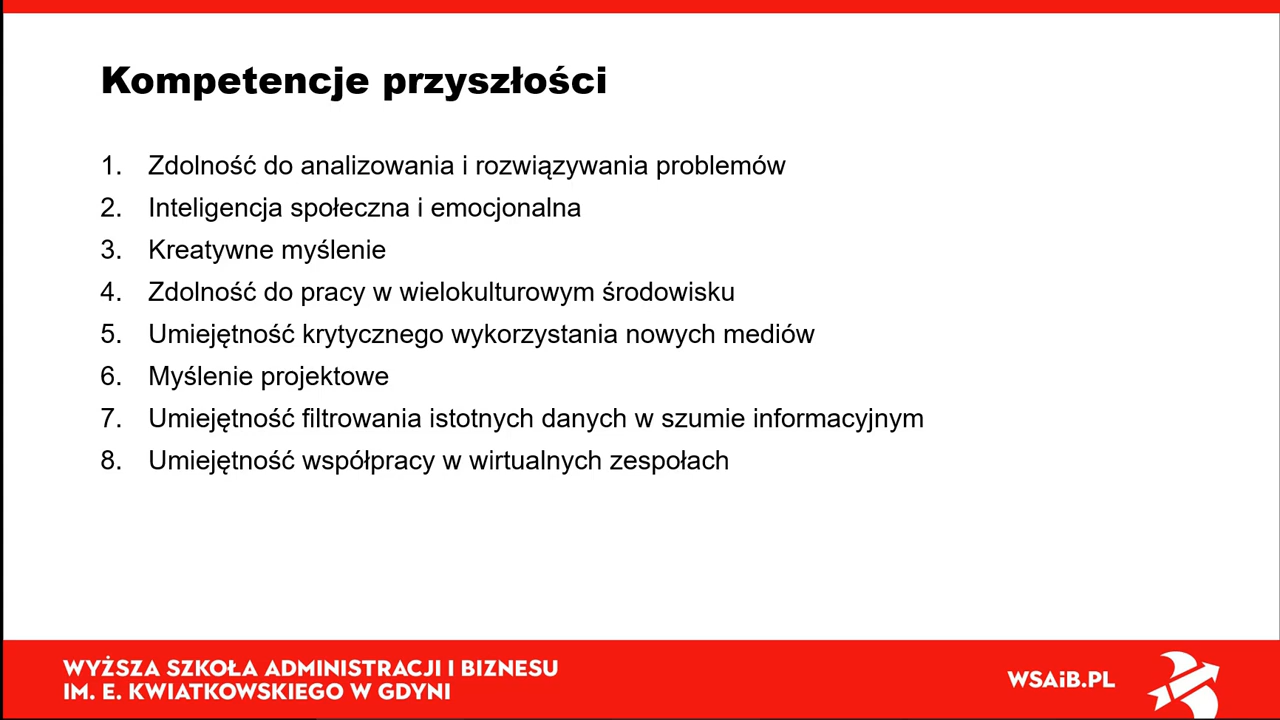 Kompetencje przyszłości
1. Zdolność do analizowania i rozwiązywania problemów
2. Inteligencja społeczna i emocjonalna
3. Kreatywne myślenie
4. Zdolność do pracy w wielokulturowym środowisku
5. Umiejętność krytycznego wykorzystania nowych mediów
6. Myślenie projektowe
7. Umiejętność filtrowania istotnych danych w szumie informacyjnym
8. Umiejętność współpracy w wirtualnych zespołach
WYŻSZA SZKOŁA ADMINISTRACJI I BIZNESU
IM. E. KWIATKOWSKIEGO W GDYNI
WSAiB.PL